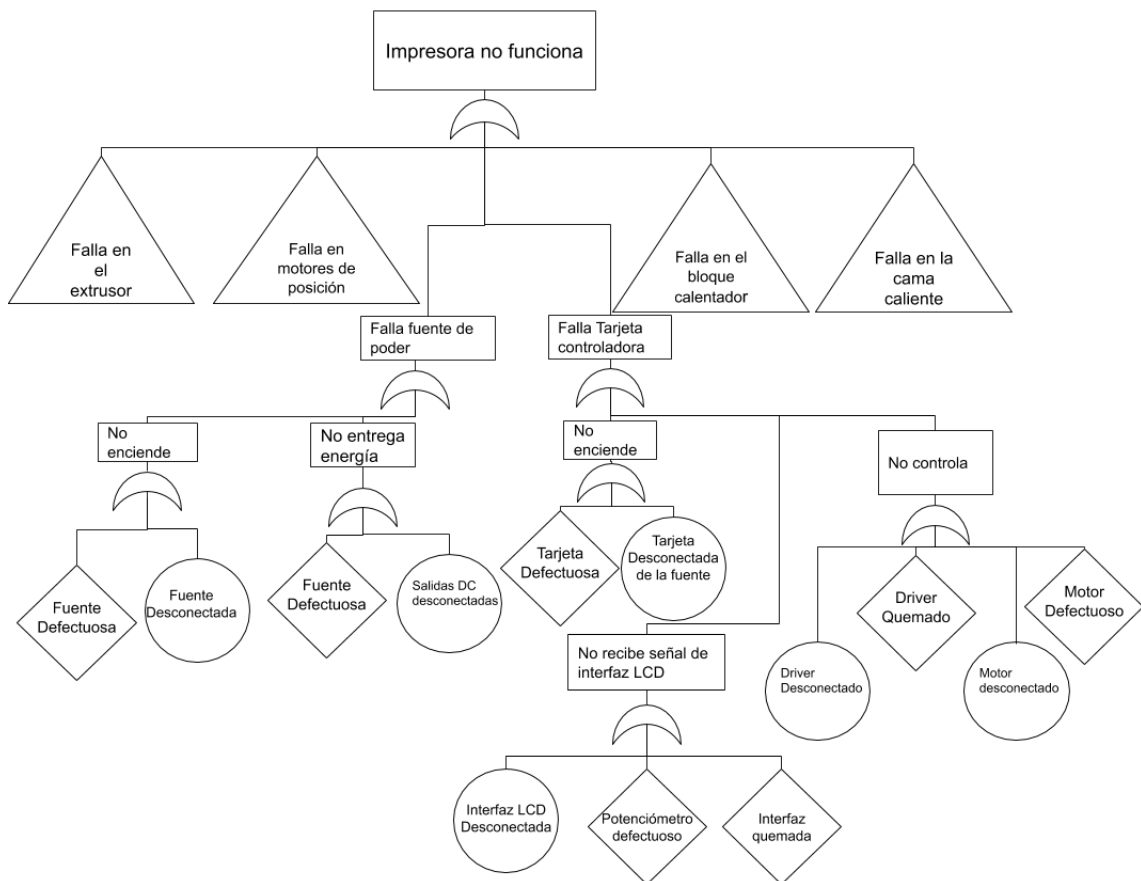 Impresora no funciona
Falla en
el
extrusor
Falla en
motores de
posición
Falla en el
bloque
calentador
Falla en la
cama
caliente
Falla fuente de
poder
Falla Tarjeta
controladora
No
enciende
No entrega
energía
No
enciende
No controla
Fuente
Defectuosa
Fuente
Desconectada
Fuente
Defectuosa
Salidas DC
desconectadas
Tarjeta
Defectuosa
Tarjeta
Desconectada
de la fuente
Driver
Desconectado
Driver
Quemado
Motor
desconectado
Motor
Defectuoso
No recibe señal de
interfaz LCD
Interfaz LCD
Desconectada
Potenciómetro
defectuoso
Interfaz
quemada